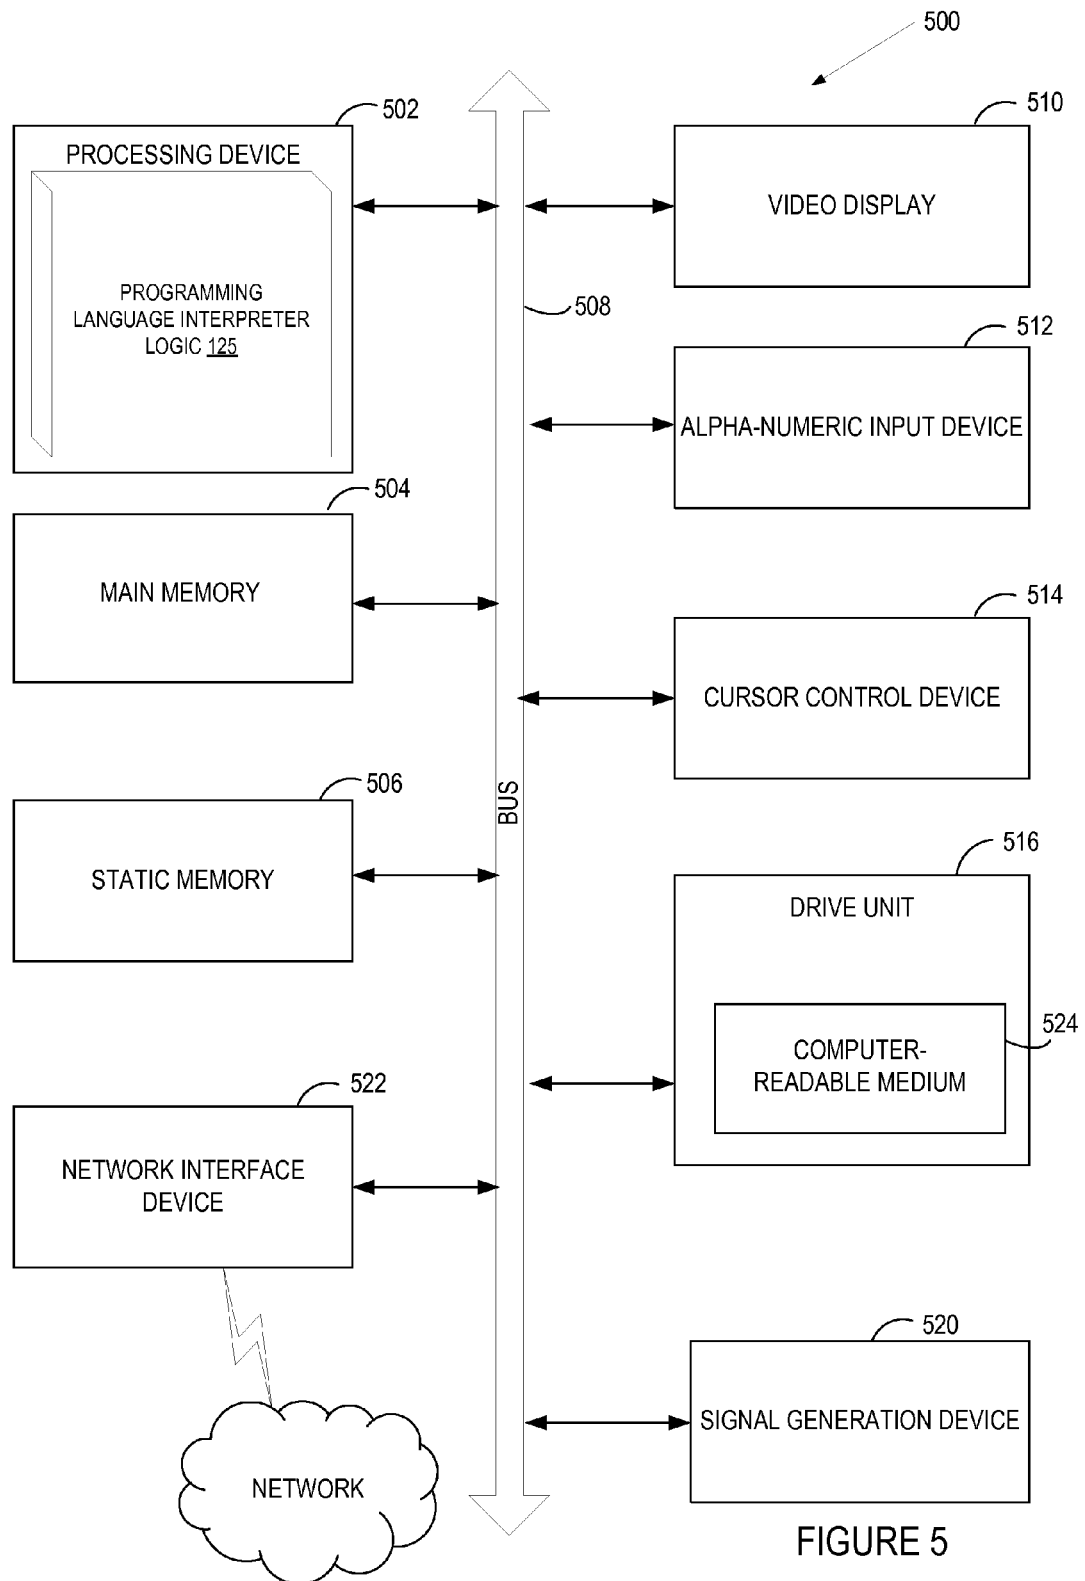 500
502
PROCESSING DEVICE
PROGRAMMING
LANGUAGE INTERPRETER
LOGIC 125
510
VIDEO DISPLAY
508
512
ALPHA-NUMERIC INPUT DEVICE
504
MAIN MEMORY
514
CURSOR CONTROL DEVICE
506
STATIC MEMORY
BUS
516
DRIVE UNIT
524
COMPUTER-
READABLE MEDIUM
522
NETWORK INTERFACE
DEVICE
NETWORK
520
SIGNAL GENERATION DEVICE
FIGURE 5